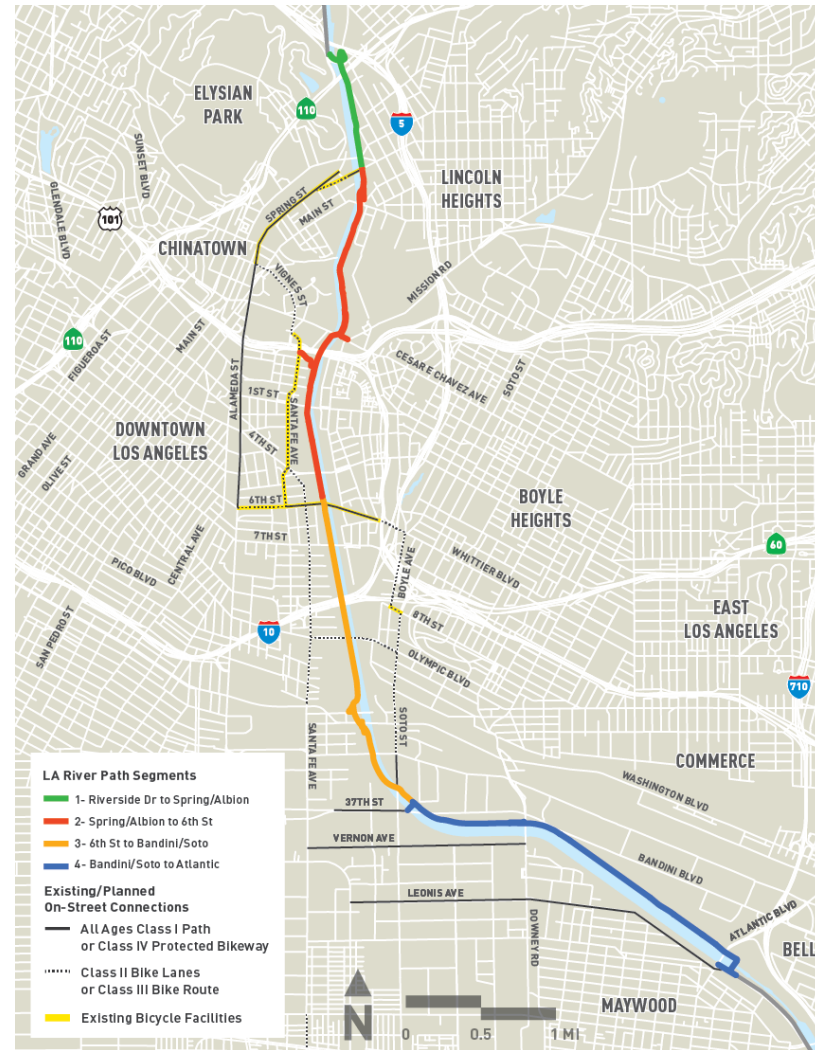 ELYSIAN
PARK
110
5
SUNSET BLVD
GLENDALE BLVD
LINCOLN
HEIGHTS
SPRING ST
MAIN ST
101
CHINATOWN
VIGNES ST
MISSION RD
110
FIGUEROA ST
MAIN ST
CESAR E CHAVEZ AVE
SOTO ST
ALAMEDA ST
1ST ST
SANTA FE AVE
GRAND AVE
OLIVE ST
DOWNTOWN
LOS ANGELES
4TH ST
6TH ST
BOYLE
HEIGHTS
7TH ST
PICO BLVD
CENTRAL AVE
BOYLE AVE
WHITTIER BLVD
60
SAN PEDRO ST
10
8TH ST
EAST
LOS ANGELES
OLYMPIC BLVD
710
SANTA FE AVE
SOTO ST
COMMERCE
WASHINGTON BLVD
37TH ST
VERNON AVE
BANDINI BLVD
LEONIS AVE
DOWNEY RD
ATLANTIC BLVD
BELL
MAYWOOD
LA River Path Segments
1- Riverside Dr to Spring/Albion
2- Spring/Albion to 6th St
3- 6th St to Bandini/Soto
4- Bandini/Soto to Atlantic
Existing/Planned
On-Street Connections
All Ages Class I Path
or Class IV Protected Bikeway
Class II Bike Lanes
or Class III Bike Route
Existing Bicycle Facilities
N
0 0.5 1 MI